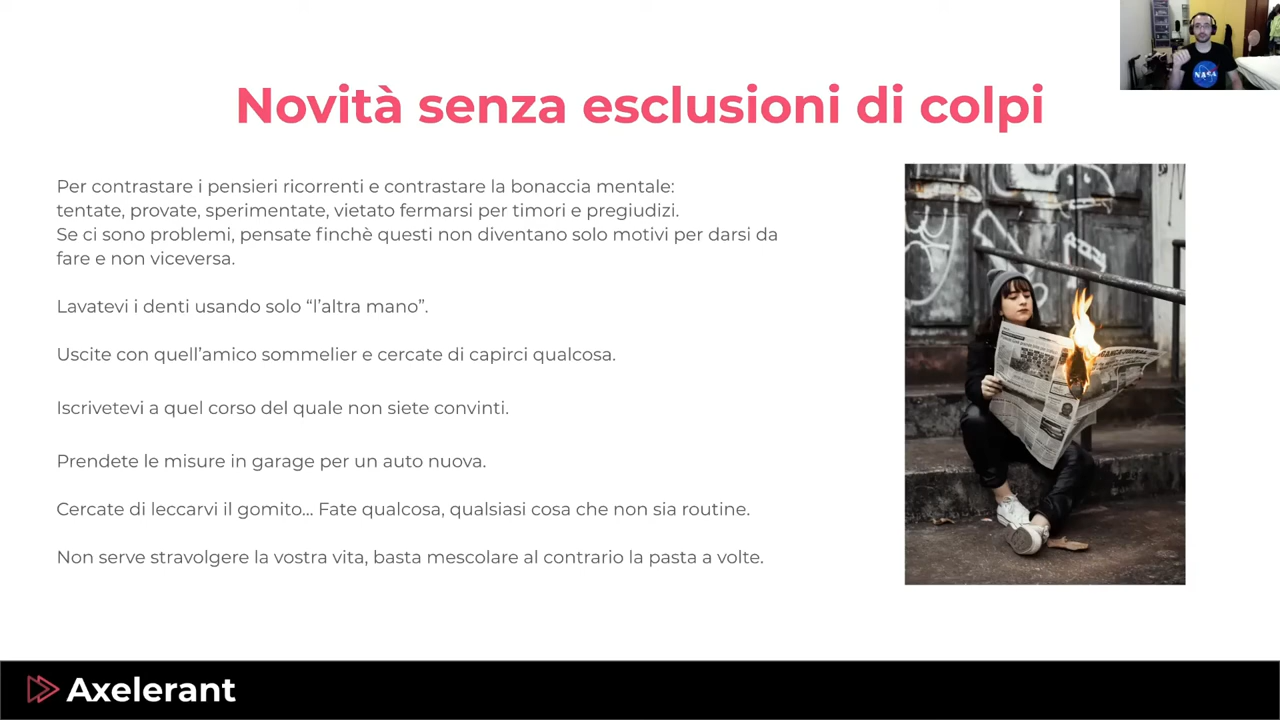 Novità senza esclusioni di colpi
Per contrastare i pensieri ricorrenti e contrastare la bonaccia mentale:
tentate, provate, sperimentate, vietato fermarsi per timori e pregiudizi.
Se ci sono problemi, pensate finchè questi non diventano solo motivi per darsi da
fare e non viceversa.
Lavatevi i denti usando solo “l’altra mano”.
Uscite con quell’amico sommelier e cercate di capirci qualcosa.
Iscrivetevi a quel corso del quale non siete convinti.
Prendete le misure in garage per un auto nuova.
Cercate di leccarvi il gomito... Fate qualcosa, qualsiasi cosa che non sia routine.
Non serve stravolgere la vostra vita, basta mescolare al contrario la pasta a volte.
Axelerant
NASA